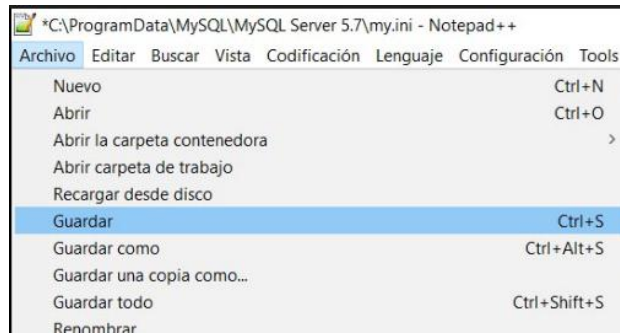 *C:\ProgramData\MySQL\MySQL Server 5.7\my.ini - Notepad++
Archivo Editar Buscar Vista Codificación Lenguaje Configuración Tools
Nuevo Ctrl+N
Abrir Ctrl+O
Abrir la carpeta contenedora >
Abrir carpeta de trabajo
Recargar desde disco
Guardar Ctrl+S
Guardar como Ctrl+Alt+S
Guardar una copia como...
Guardar todo Ctrl+Shift+S
Renombrar